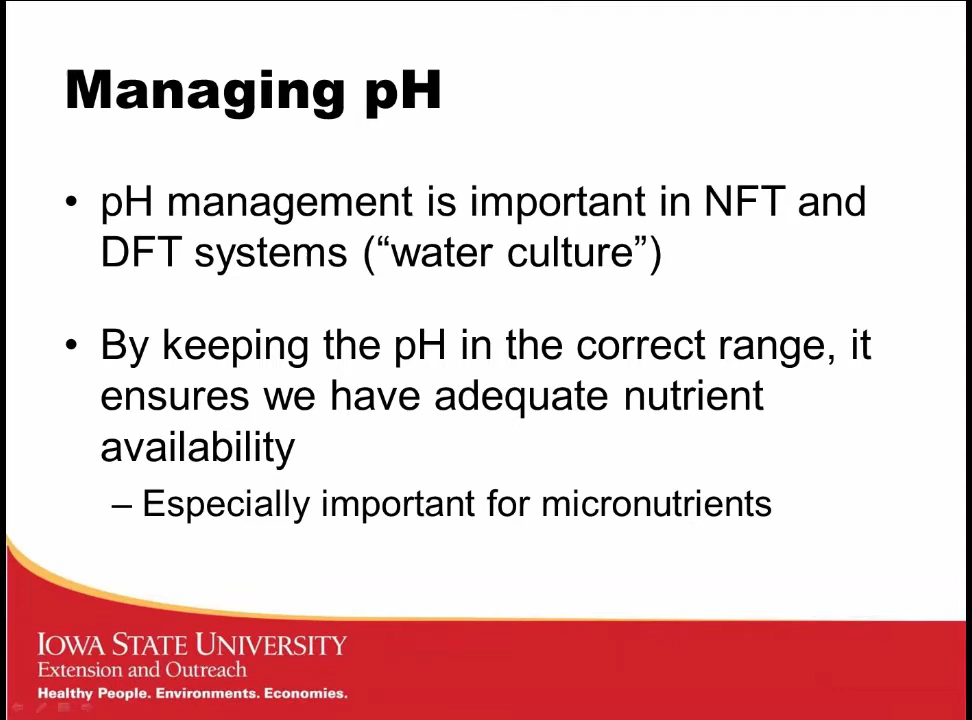 Managing pH
• pH management is important in NFT and
DFT systems (“water culture”)
• By keeping the pH in the correct range, it
ensures we have adequate nutrient
availability
– Especially important for micronutrients
IOWA STATE UNIVERSITY
Extension and Outreach
Healthy People. Environments. Economies.